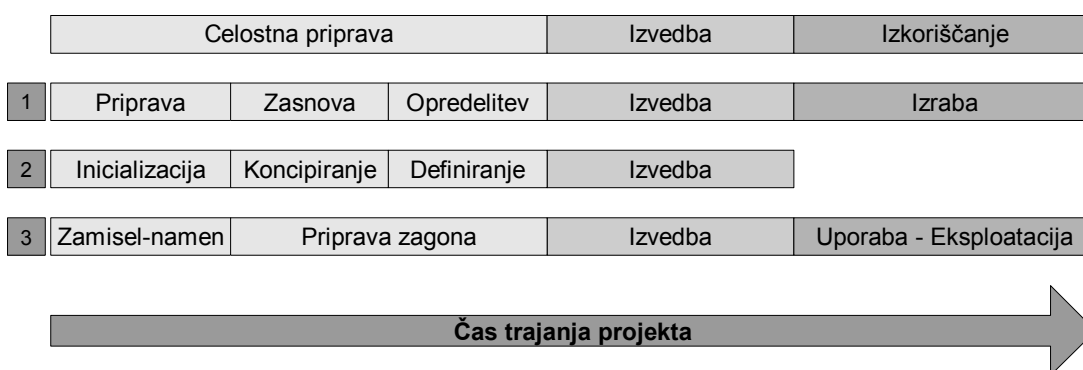 Celostna priprava Izvedba Izkoriščanje
1 Priprava Zasnova Opredelitev Izvedba Izraba
2 Inicializacija Koncipiranje Definiranje Izvedba
3 Zamisel-namen Priprava zagona Izvedba Uporaba - Eksploatacija
Čas trajanja projekta